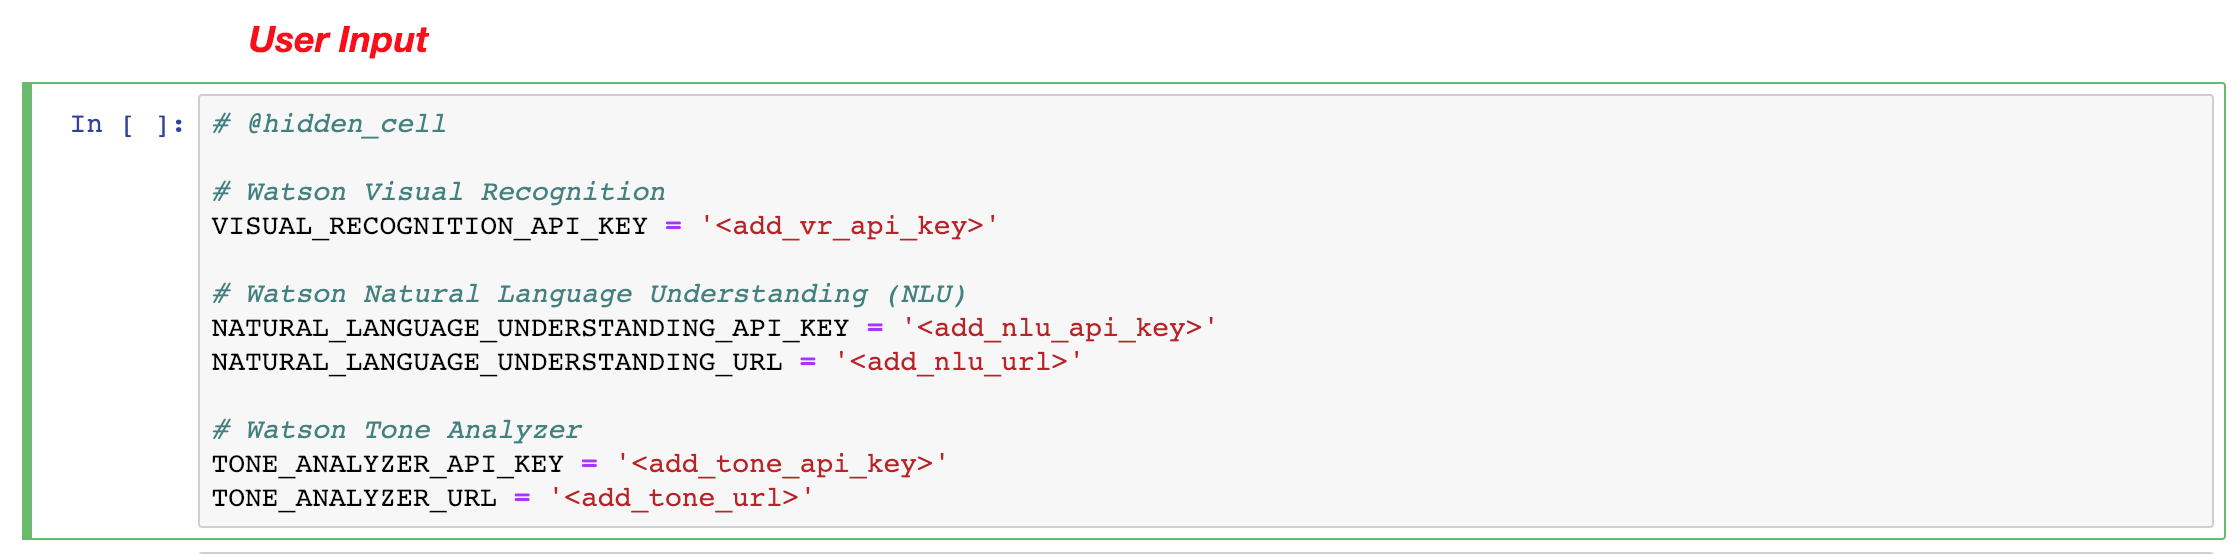 User Input
In [ ]:
# @hidden_cell
# Watson Visual Recognition
VISUAL_RECOGNITION_API_KEY = '<add_vr_api_key>'
# Watson Natural Language Understanding (NLU)
NATURAL_LANGUAGE_UNDERSTANDING_API_KEY = '<add_nlu_api_key>'
NATURAL_LANGUAGE_UNDERSTANDING_URL = '<add_nlu_url>'
# Watson Tone Analyzer
TONE_ANALYZER_API_KEY = '<add_tone_api_key>'
TONE_ANALYZER_URL = '<add_tone_url>'